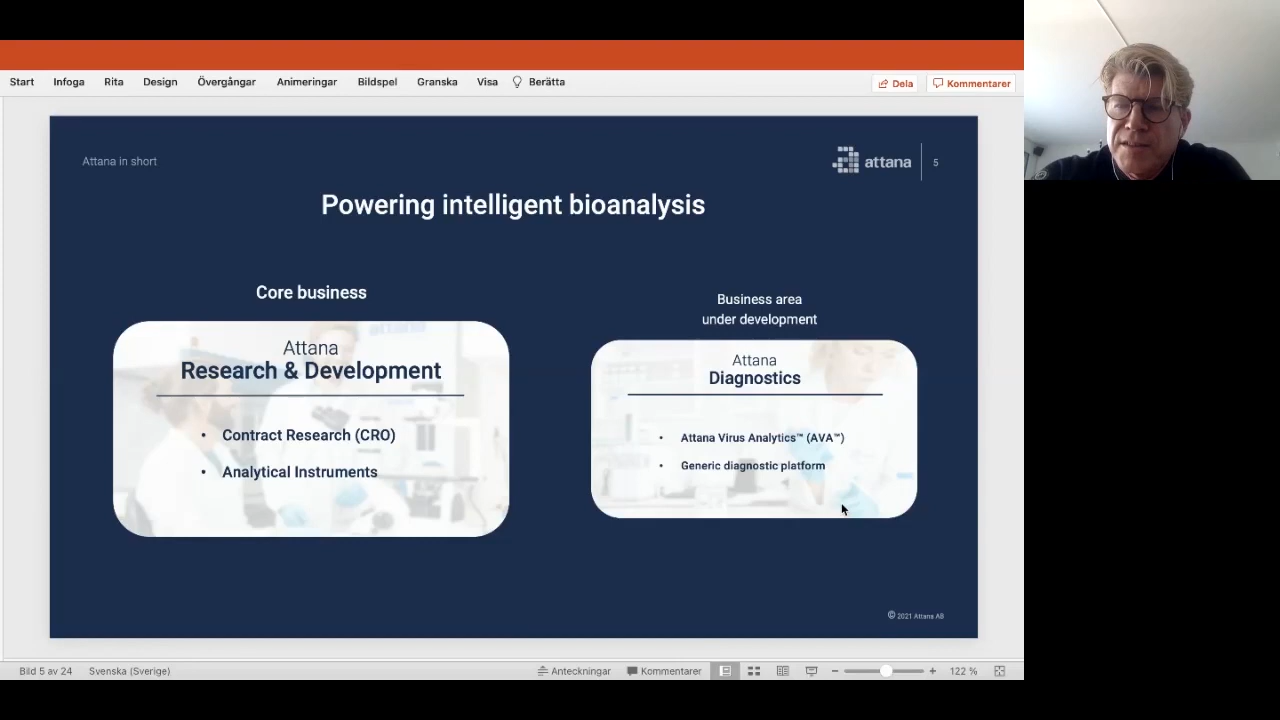 Start Infoga Rita Design Övergångar Animeringar Bildspel Granska Visa Berätta Dela Kommentarer
Attana in short
attana 5
Powering intelligent bioanalysis
Core business
Attana
Research & Development
• Contract Research (CRO)
• Analytical Instruments
Business area
under development
Attana
Diagnostics
• Attana Virus Analytics™ (AVA™)
• Generic diagnostic platform
© 2021 Attana AB
Bild 5 av 24 Svenska (Sverige) Anteckningar Kommentarer 122 %